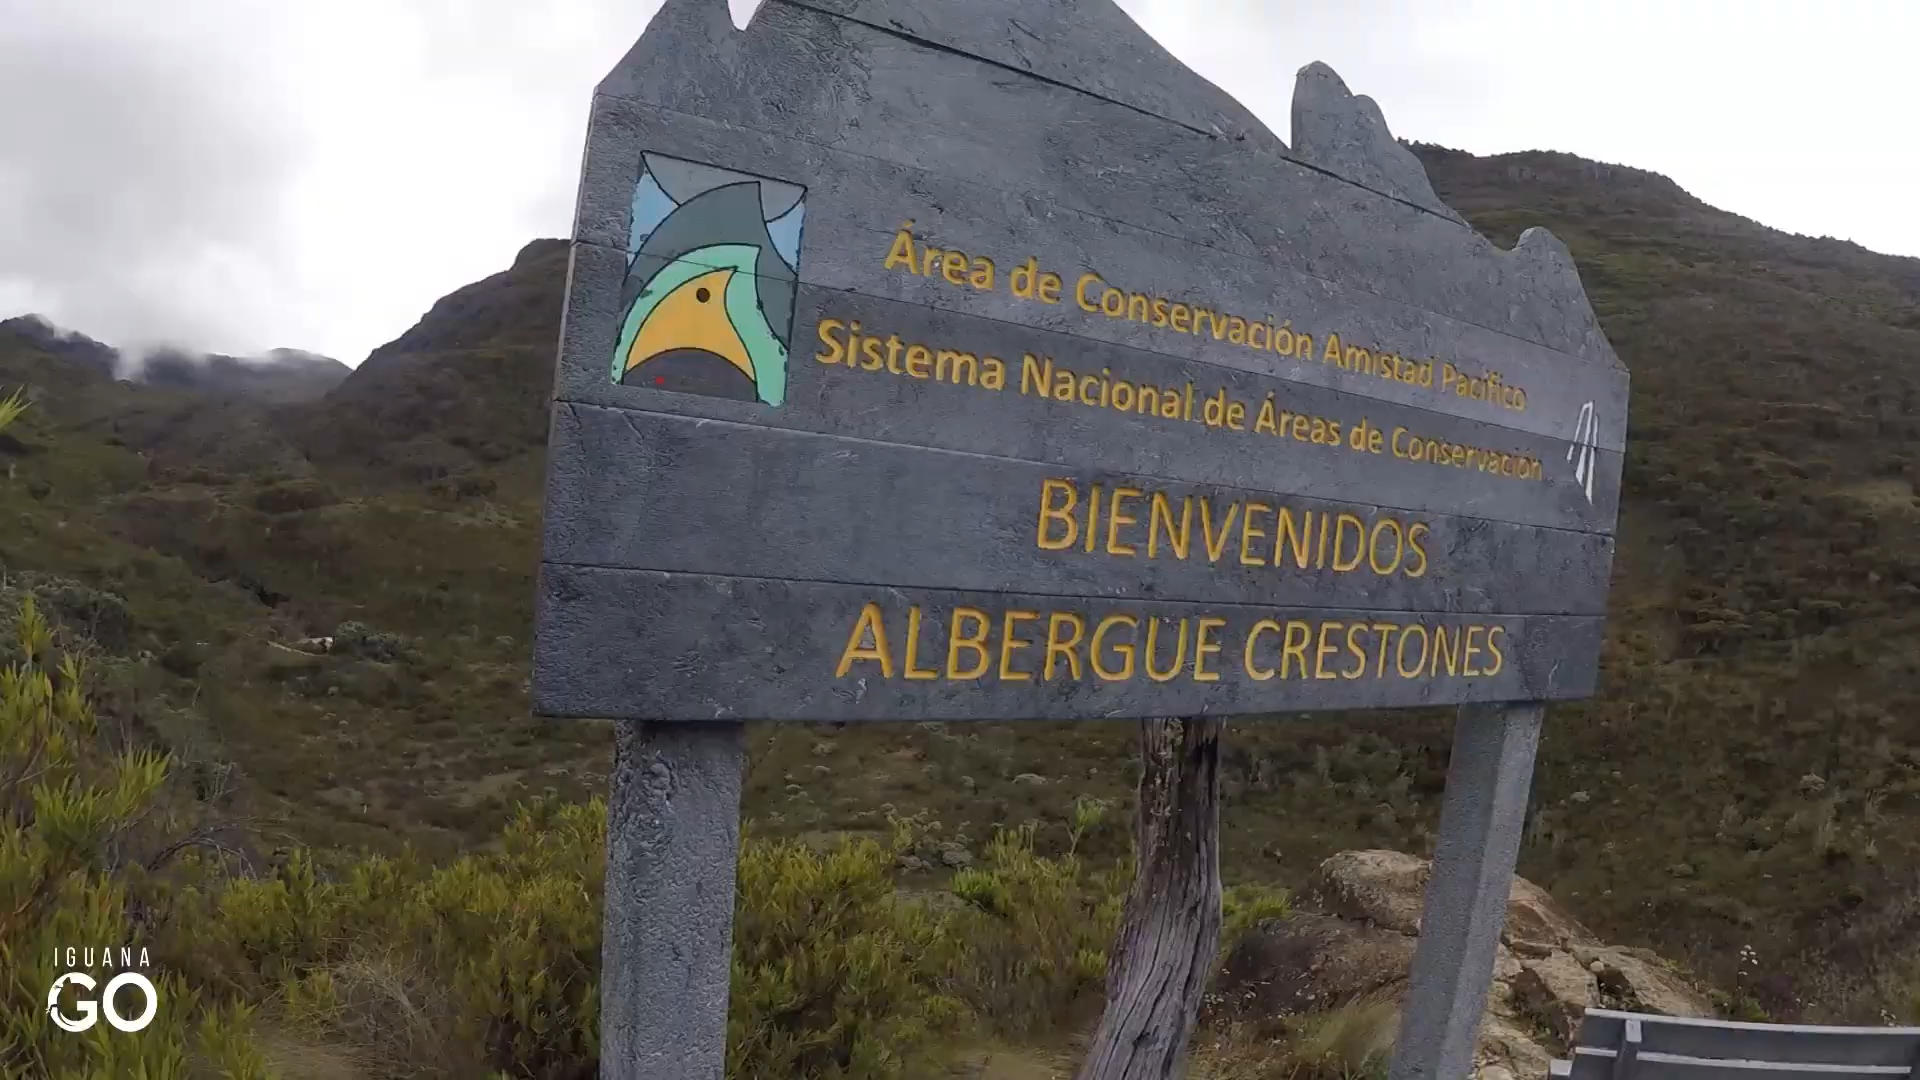 Área de Conservación Amistad Pacífico
Sistema Nacional de Áreas de Conservación
BIENVENIDOS
ALBERGUE CRESTONES
IGUANA
GO